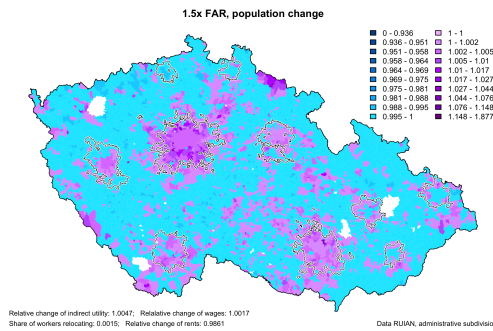 1.5x FAR, population change
0 - 0.936
0.936 - 0.951
0.951 - 0.958
0.958 - 0.964
0.964 - 0.969
0.969 - 0.975
0.975 - 0.981
0.981 - 0.988
0.988 - 0.995
0.995 - 1
1 - 1
1 - 1.002
1.002 - 1.005
1.005 - 1.01
1.01 - 1.017
1.017 - 1.027
1.027 - 1.044
1.044 - 1.076
1.076 - 1.148
1.148 - 1.877
Relative change of indirect utility: 1.0047; Relalative change of wages: 1.0017
Share of workers relocating: 0.0015; Relative change of rents: 0.9861
Data RUIAN, administrative subdivisio